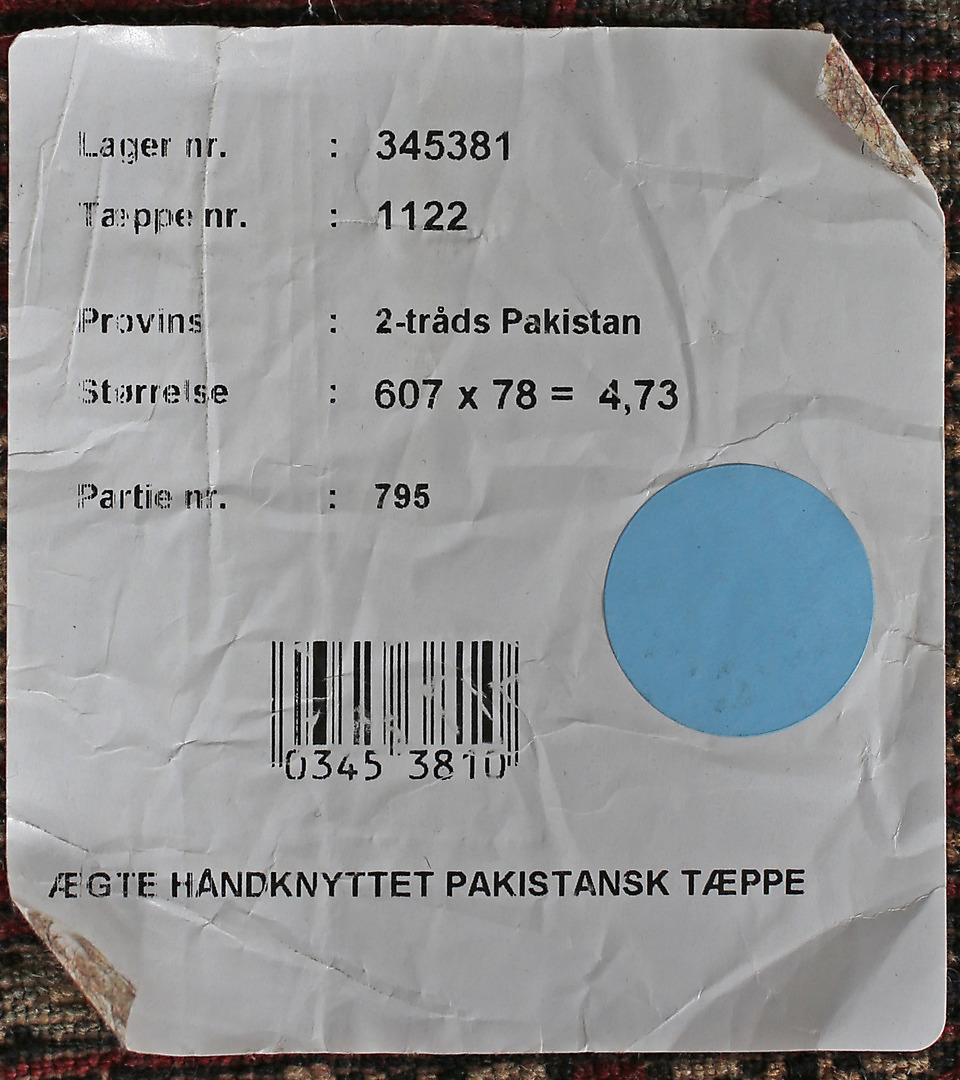 Lager nr. : 345381
Tæppe nr. : 1122
Provins : 2-tråds Pakistan
Størrelse : 607 x 78 = 4,73
Partie nr. : 795
0345 3810
ÆGTE HÅNDKNYTTET PAKISTANSK TÆPPE